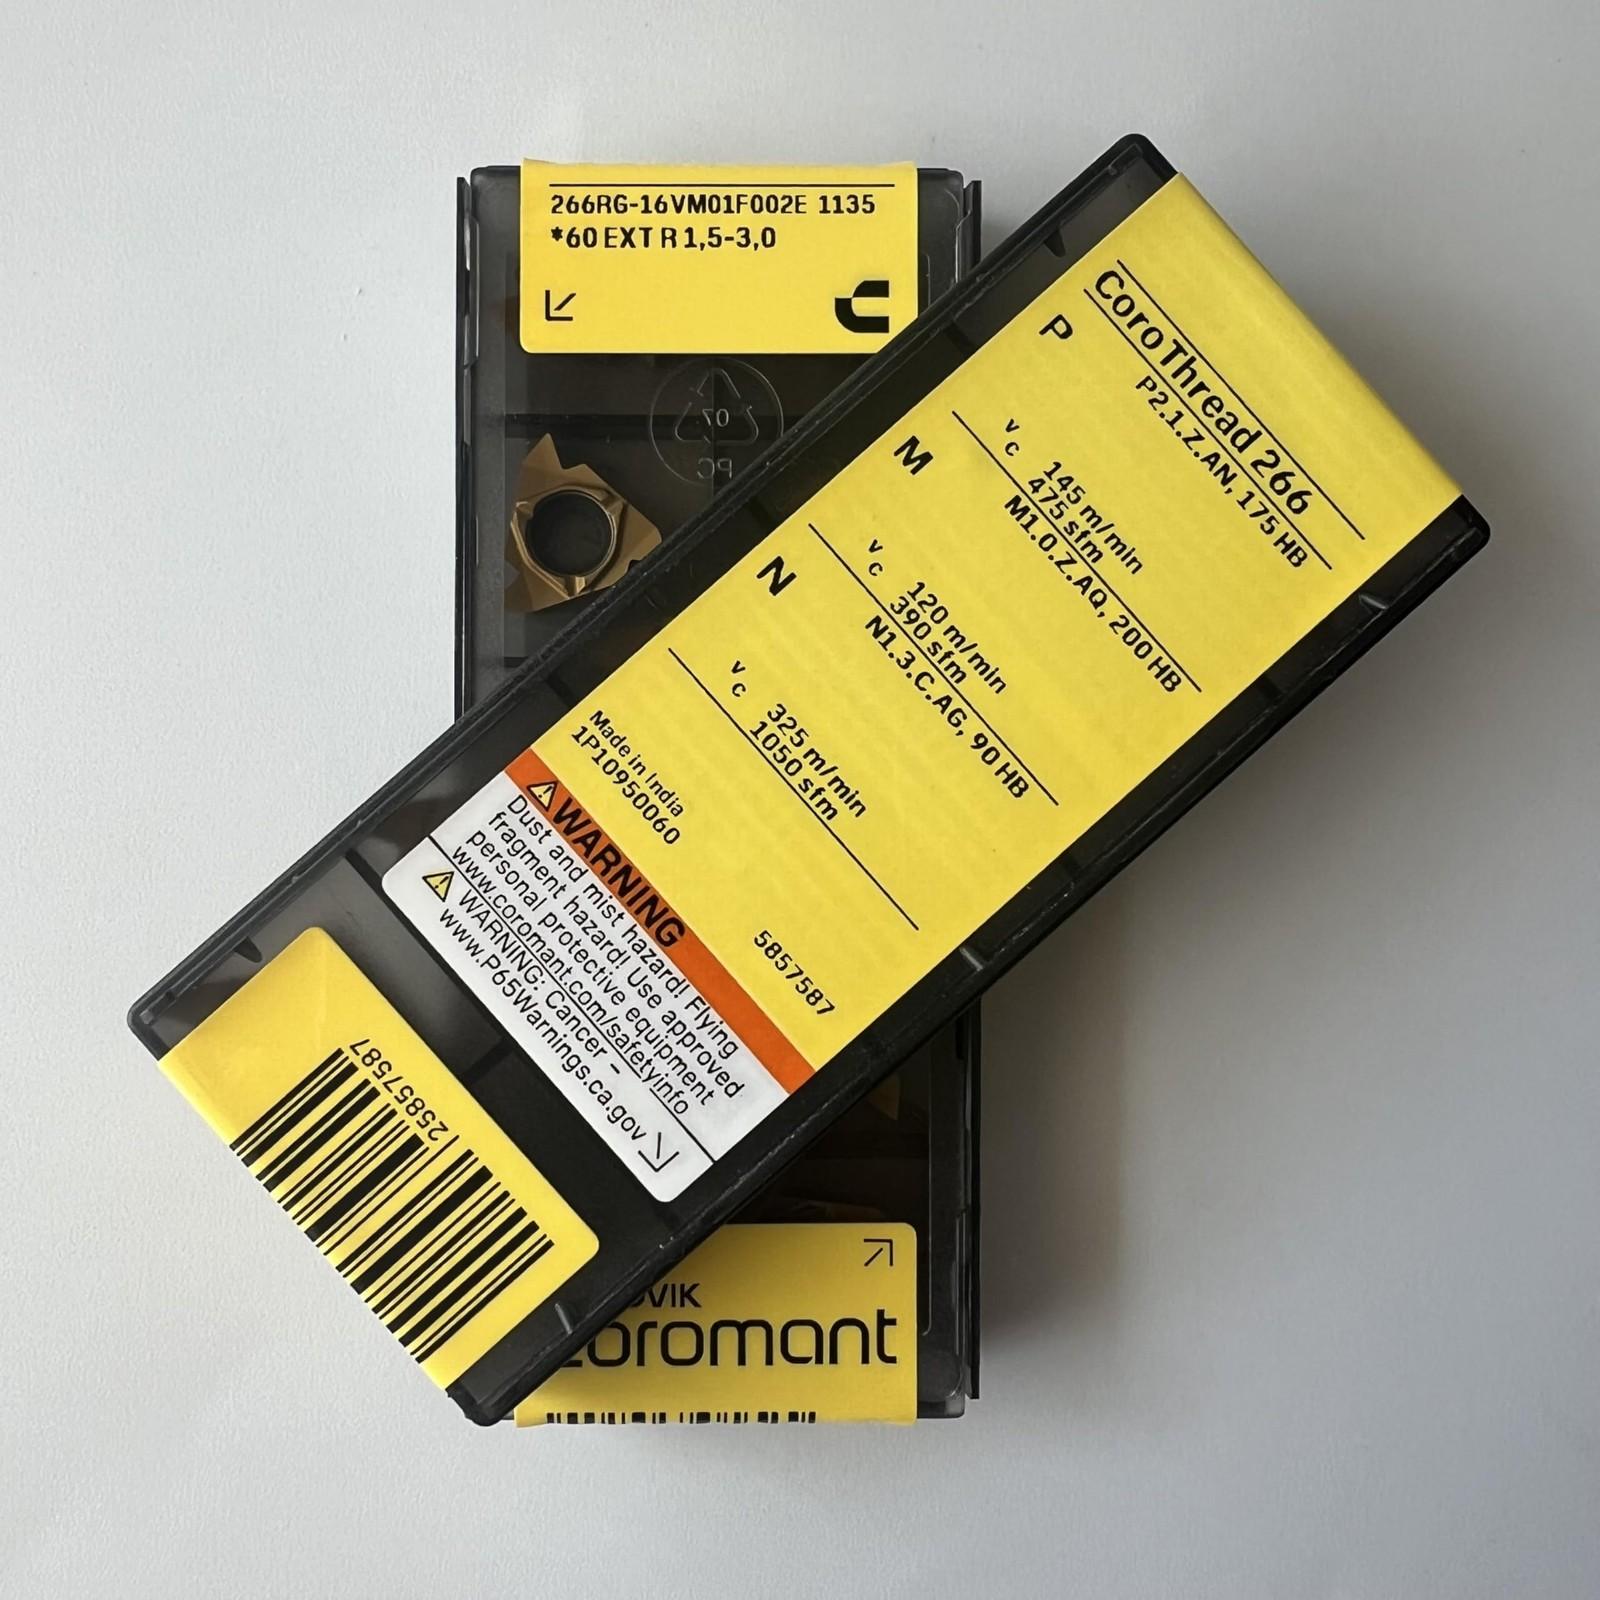 266RG-16VM01F002E 1135
*60 EXT R 1,5-3,0
07
PC
CoroThread 266
P P2.1.Z.AN, 175 HB
vc 145 m/min
475 sfm
M M1.0.Z.AQ, 200 HB
vc 120 m/min
390 sfm
N N1.3.C.AG, 90 HB
vc 325 m/min
1050 sfm
Made in India
1P10950060 5857587
WARNING
Dust and mist hazard! Flying
fragment hazard! Use approved
personal protective equipment
www.coromant.com/safetyinfo
WARNING: Cancer -
www.P65Warnings.ca.gov
25857587
coromant